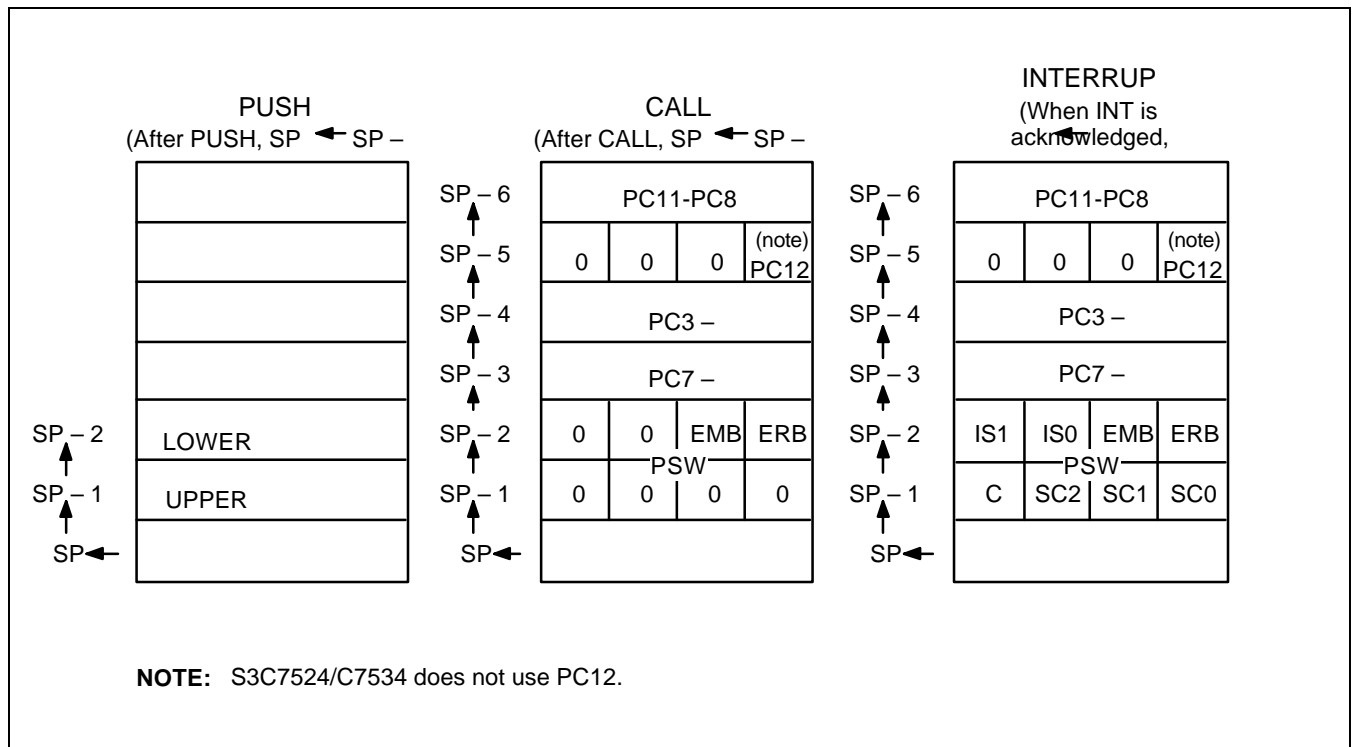 PUSH
(After PUSH, SP ← SP –
SP – 2
SP – 1
SP
LOWER
UPPER
CALL
(After CALL, SP ← SP –
SP – 6 PC11-PC8
SP – 5 0 0 0 (note) PC12
SP – 4 PC3 –
SP – 3 PC7 –
SP – 2 0 0 EMB ERB
PSW
SP – 1 0 0 0 0
SP
INTERRUP
(When INT is
acknowledged,
SP – 6 PC11-PC8
SP – 5 0 0 0 (note) PC12
SP – 4 PC3 –
SP – 3 PC7 –
SP – 2 IS1 IS0 EMB ERB
PSW
SP – 1 C SC2 SC1 SC0
SP
NOTE: S3C7524/C7534 does not use PC12.